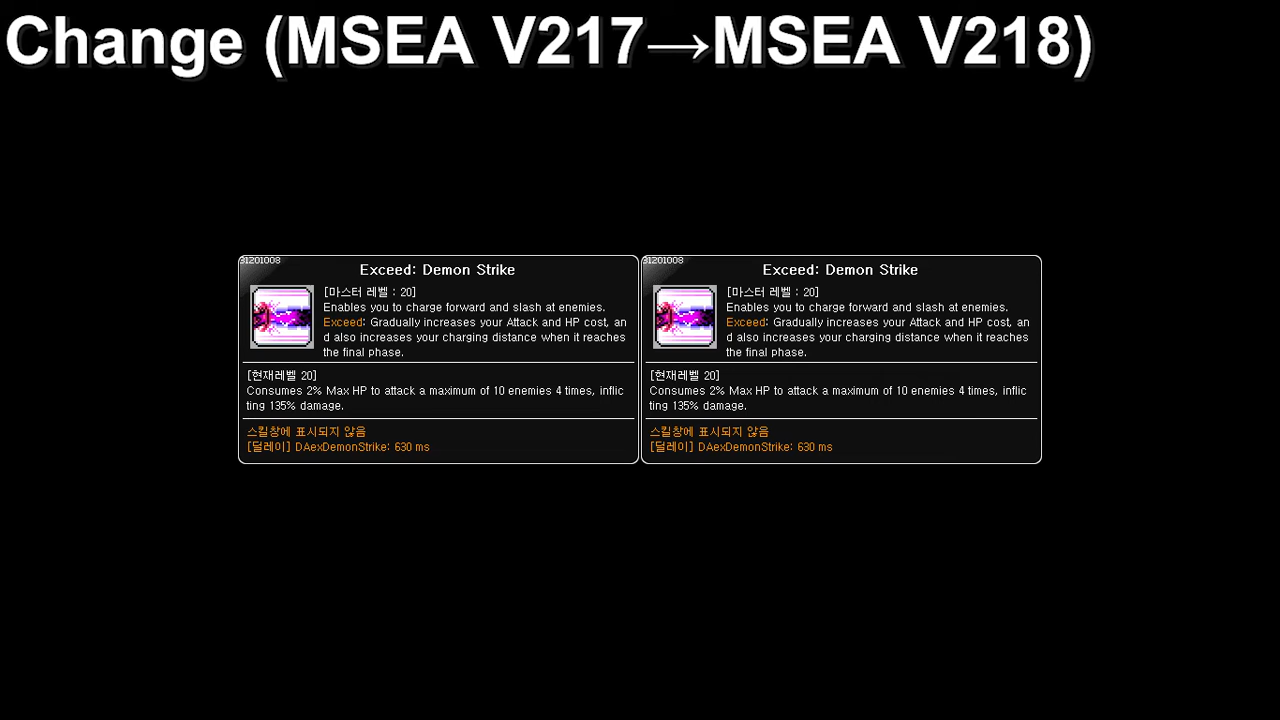 Change (MSEA V217→MSEA V218)
31201008
Exceed: Demon Strike
[마스터 레벨 : 20]
Enables you to charge forward and slash at enemies.
Exceed: Gradually increases your Attack and HP cost, an
d also increases your charging distance when it reaches
the final phase.
[현재레벨 20]
Consumes 2% Max HP to attack a maximum of 10 enemies 4 times, inflic
ting 135% damage.
스킬창에 표시되지 않음
[딜레이] DAexDemonStrike: 630 ms
31201008
Exceed: Demon Strike
[마스터 레벨 : 20]
Enables you to charge forward and slash at enemies.
Exceed: Gradually increases your Attack and HP cost, an
d also increases your charging distance when it reaches
the final phase.
[현재레벨 20]
Consumes 2% Max HP to attack a maximum of 10 enemies 4 times, inflic
ting 135% damage.
스킬창에 표시되지 않음
[딜레이] DAexDemonStrike: 630 ms